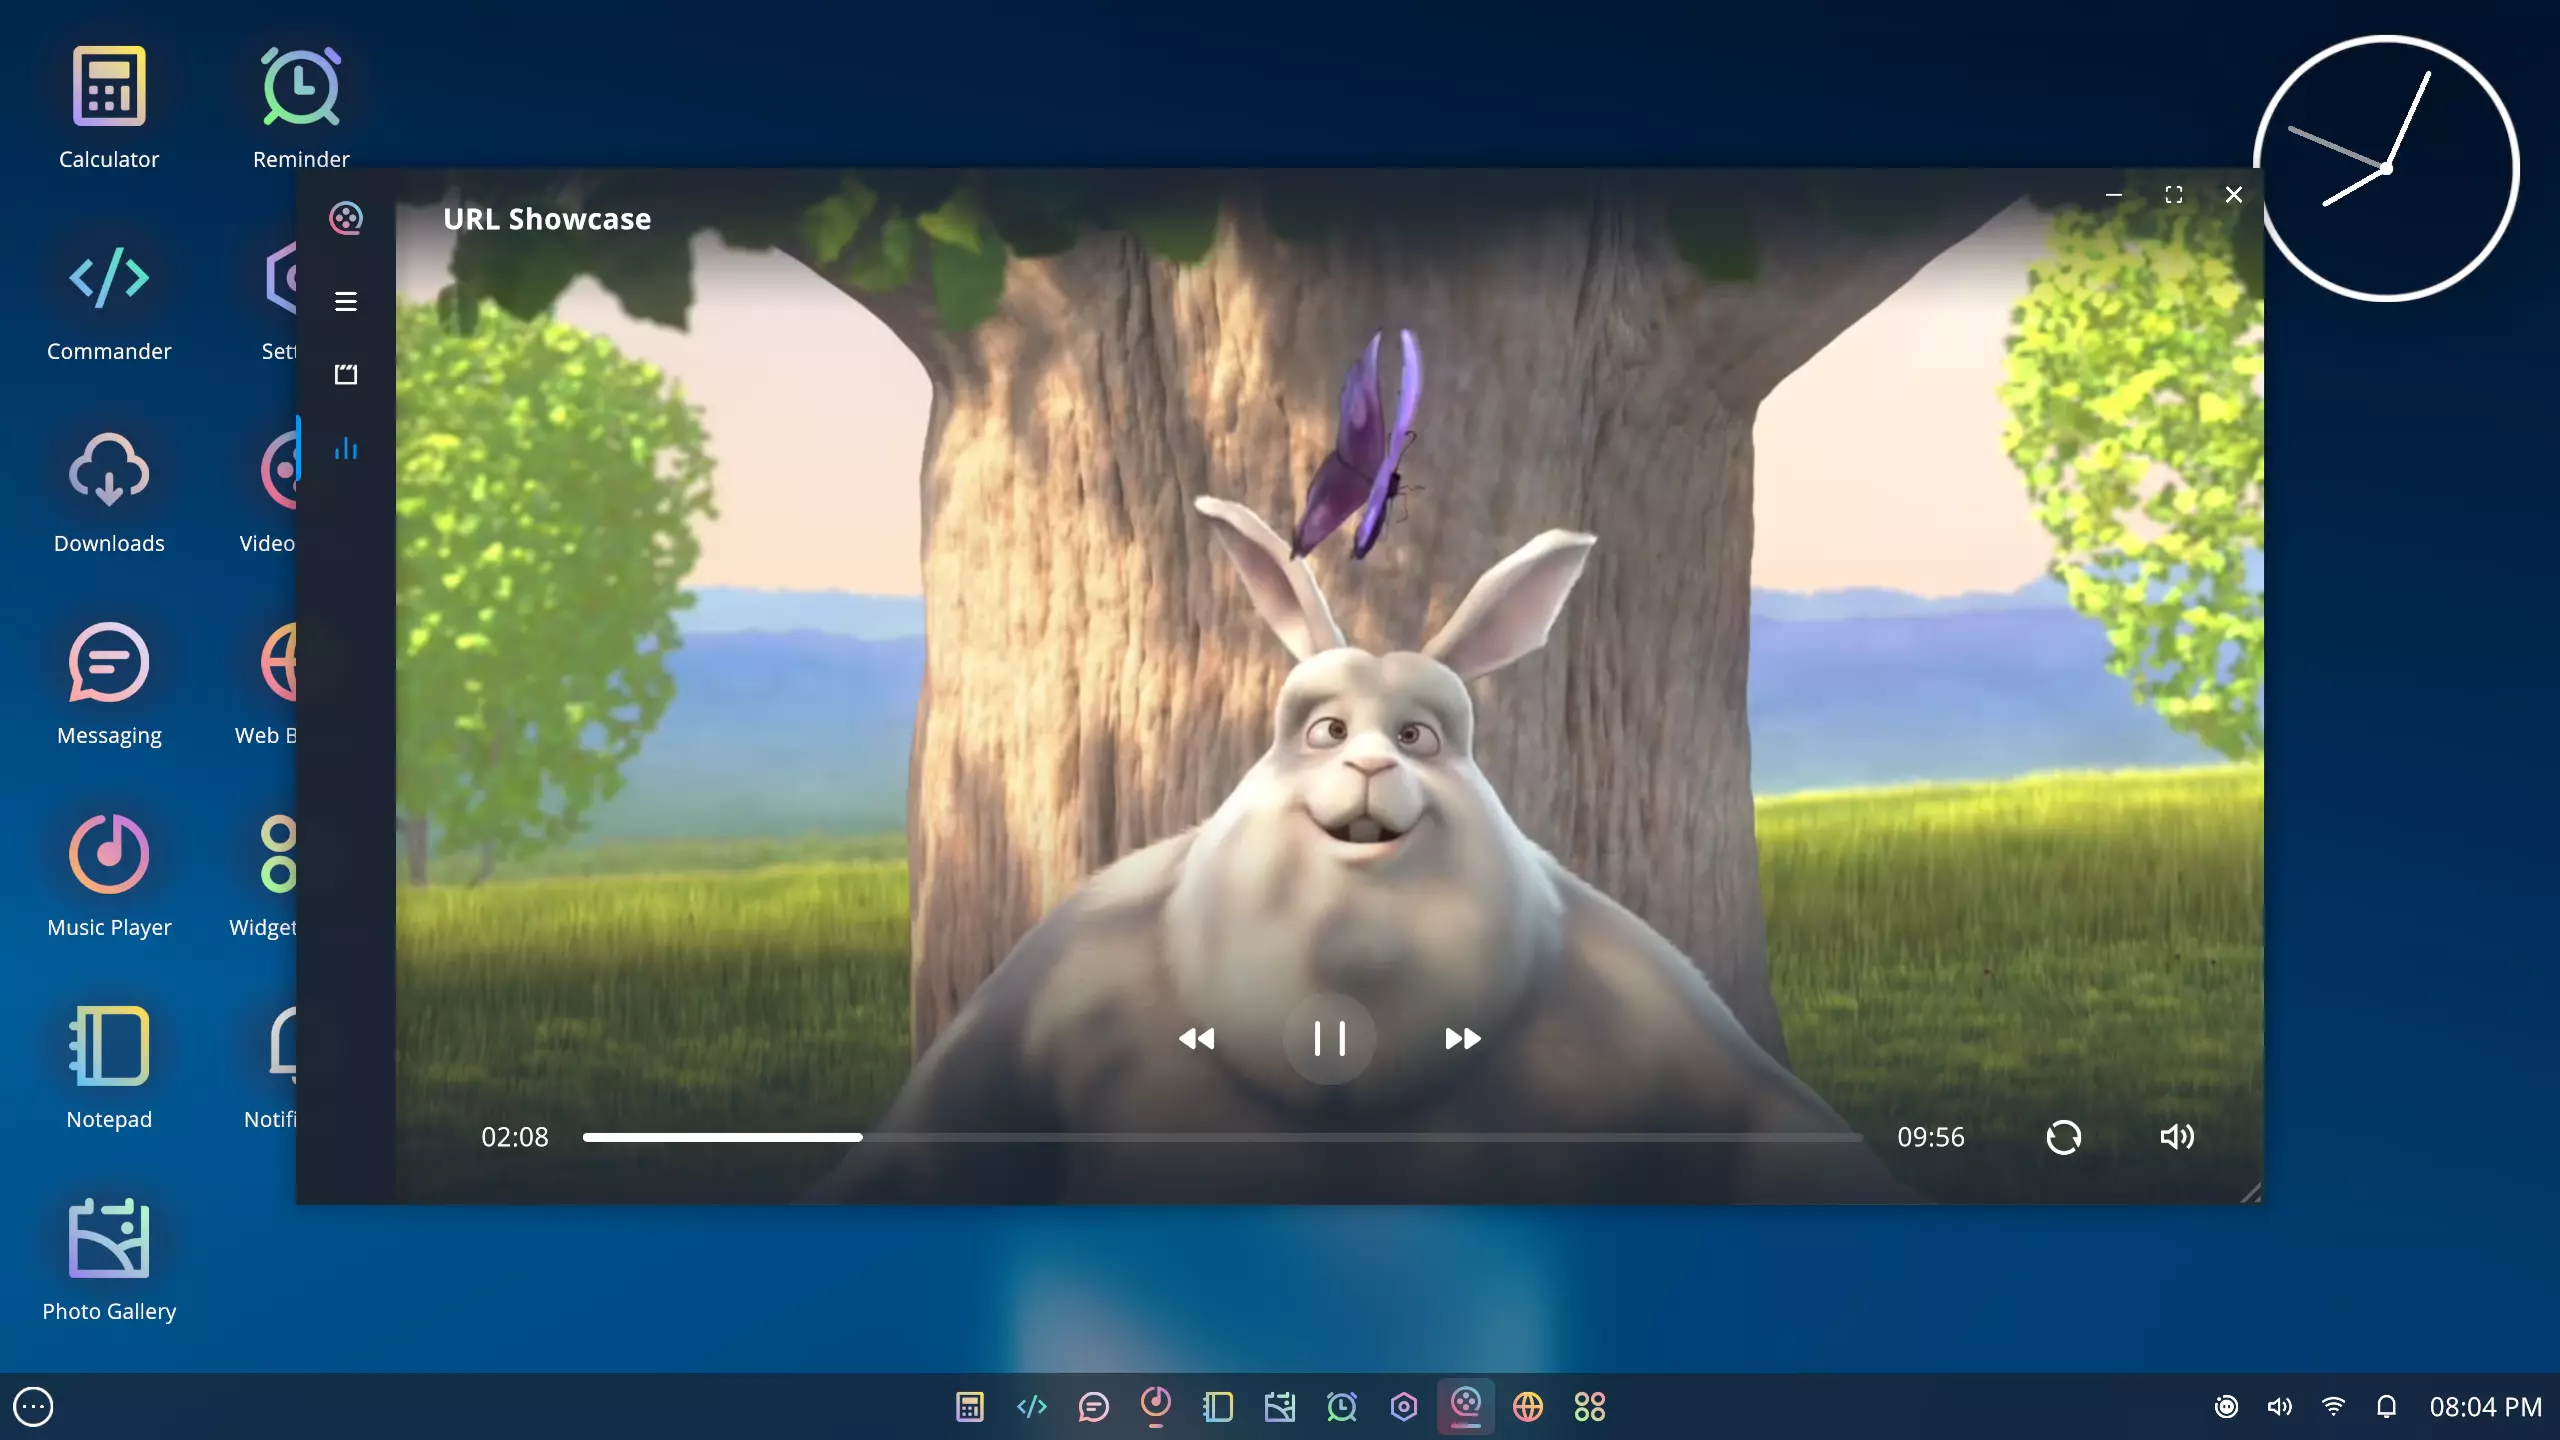 Calculator
Reminder
Commander
Sett
Downloads
Video
Messaging
Web B
Music Player
Widget
Notepad
Notifi
Photo Gallery
URL Showcase
02:08
09:56
08:04 PM